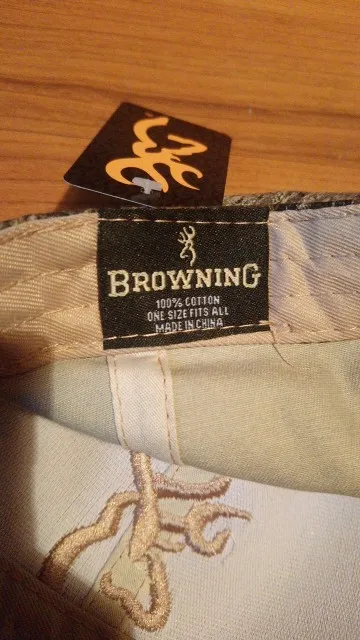 BROWNING
100% COTTON
ONE SIZE FITS ALL
MADE IN CHINA